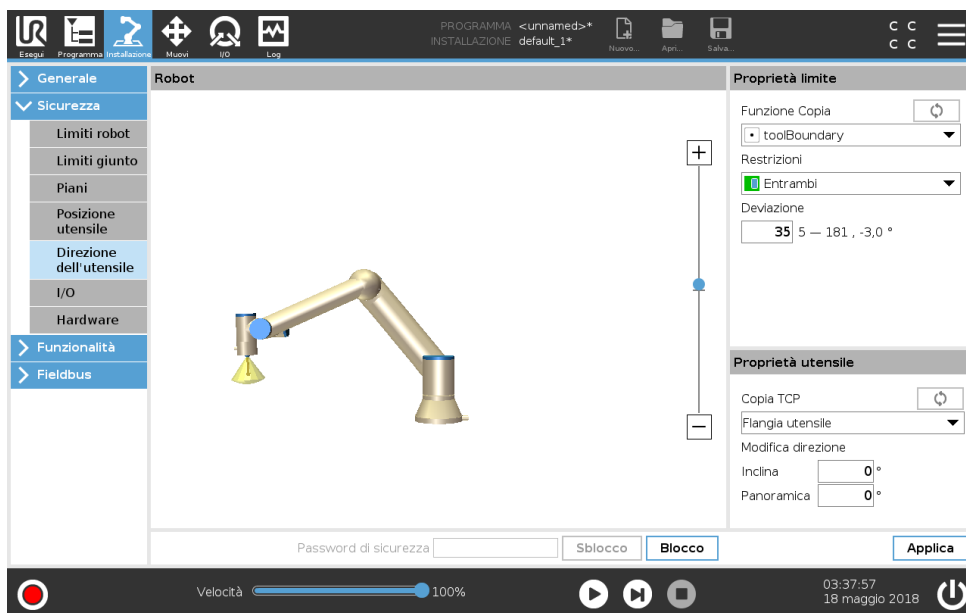 UR
PROGRAMMA <unnamed>*
INSTALLAZIONE default_1*
Esegui Programma Installazione Muovi I/O Log Nuovo... Apri... Salva...
C C
C C
Generale
Sicurezza
Limiti robot
Limiti giunto
Piani
Posizione
utensile
Direzione
dell'utensile
I/O
Hardware
Funzionalità
Fieldbus
Robot
+
−
Proprietà limite
Funzione Copia
toolBoundary
Restrizioni
Entrambi
Deviazione
35 5 — 181 , -3,0 °
Proprietà utensile
Copia TCP
Flangia utensile
Modifica direzione
Inclina 0 °
Panoramica 0 °
Password di sicurezza Sblocco Blocco Applica
Velocità 100%
03:37:57
18 maggio 2018